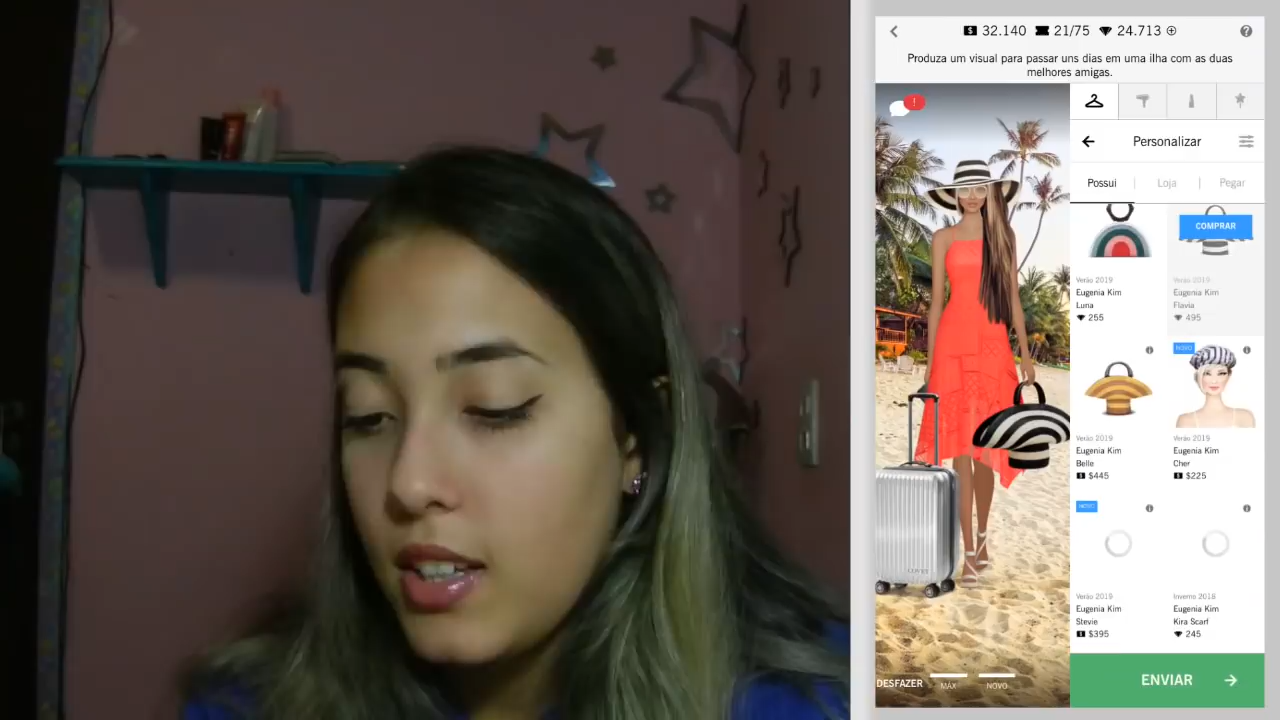 32.140 21/75 24.713
Produza um visual para passar uns dias em uma ilha com as duas
melhores amigas.
Personalizar
Possui Loja Pegar
COMPRAR
Verão 2019
Eugenia Kim
Luna
255
Verão 2019
Eugenia Kim
Flavia
495
NOVO
Verão 2019
Eugenia Kim
Belle
$445
Verão 2019
Eugenia Kim
Cher
$225
NOVO
Verão 2019
Eugenia Kim
Stevie
$395
Inverno 2018
Eugenia Kim
Kira Scarf
245
COVET
DESFAZER
MÁX
NOVO
ENVIAR